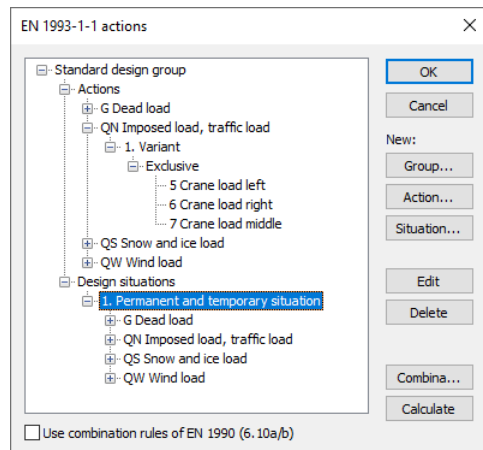 EN 1993-1-1 actions
Standard design group
Actions
G Dead load
QN Imposed load, traffic load
1. Variant
Exclusive
5 Crane load left
6 Crane load right
7 Crane load middle
QS Snow and ice load
QW Wind load
Design situations
1. Permanent and temporary situation
G Dead load
QN Imposed load, traffic load
QS Snow and ice load
QW Wind load
OK
Cancel
New:
Group...
Action...
Situation...
Edit
Delete
Combina...
Calculate
Use combination rules of EN 1990 (6.10a/b)